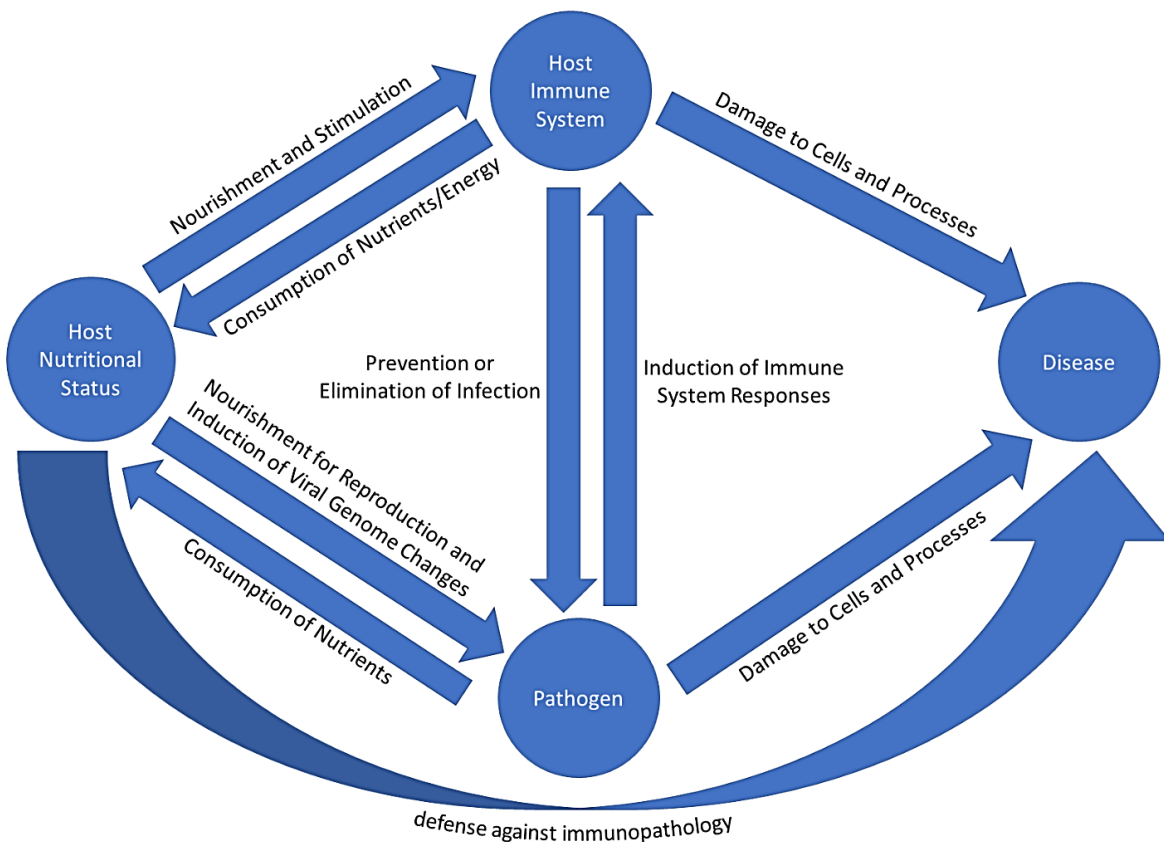 Host
Immune
System
Nourishment and Stimulation
Damage to Cells and Processes
Consumption of Nutrients/Energy
Host
Nutritional
Status
Prevention or
Elimination of Infection
Induction of Immune
System Responses
Disease
Nourishment for Reproduction and
Induction of Viral Genome Changes
Consumption of Nutrients
Damage to Cells and Processes
Pathogen
defense against immunopathology